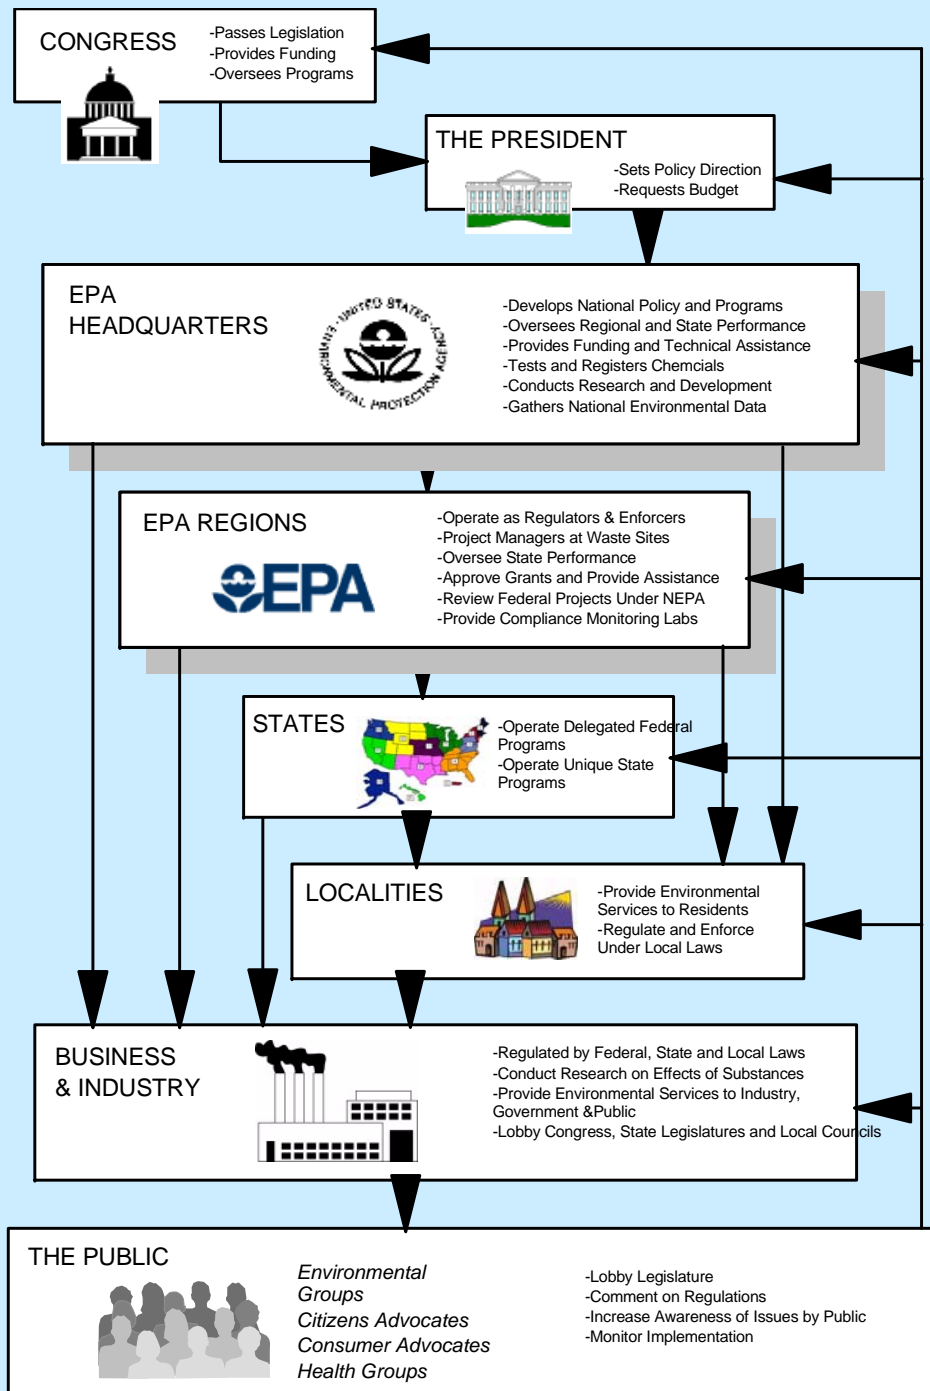 CONGRESS
-Passes Legislation
-Provides Funding
-Oversees Programs
THE PRESIDENT
-Sets Policy Direction
-Requests Budget
EPA
HEADQUARTERS
UNITED STATES
ENVIRONMENTAL PROTECTION AGENCY
-Develops National Policy and Programs
-Oversees Regional and State Performance
-Provides Funding and Technical Assistance
-Tests and Registers Chemcials
-Conducts Research and Development
-Gathers National Environmental Data
EPA REGIONS
EPA
-Operate as Regulators & Enforcers
-Project Managers at Waste Sites
-Oversee State Performance
-Approve Grants and Provide Assistance
-Review Federal Projects Under NEPA
-Provide Compliance Monitoring Labs
STATES
-Operate Delegated Federal
Programs
-Operate Unique State
Programs
LOCALITIES
-Provide Environmental
Services to Residents
-Regulate and Enforce
Under Local Laws
BUSINESS
& INDUSTRY
-Regulated by Federal, State and Local Laws
-Conduct Research on Effects of Substances
-Provide Environmental Services to Industry,
Government &Public
-Lobby Congress, State Legislatures and Local Councils
THE PUBLIC
Environmental
Groups
Citizens Advocates
Consumer Advocates
Health Groups
-Lobby Legislature
-Comment on Regulations
-Increase Awareness of Issues by Public
-Monitor Implementation